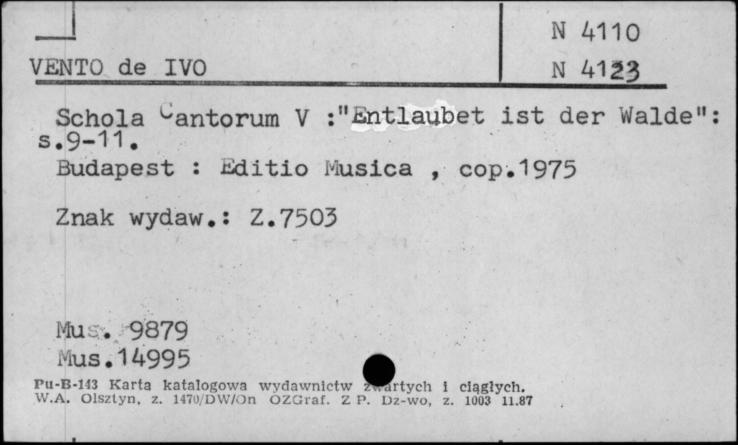 N 4110
VENTO de IVO
N 4123
Schola Cantorum V :"Entlaubet ist der Walde":
s.9-11.
Budapest : Editio Musica , cop.1975
Znak wydaw.: Z.7503
Mus. 9879
Mus.14995
Pu-B-143 Karta katalogowa wydawnictw zwartych i ciągłych.
W.A. Olsztyn, z. 1470/DW/On OZGraf. Z P. Dz-wo, z. 1003 11.87